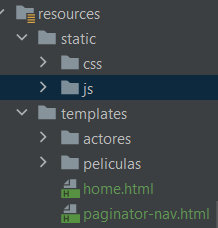 resources
static
css
js
templates
actores
peliculas
home.html
paginator-nav.html